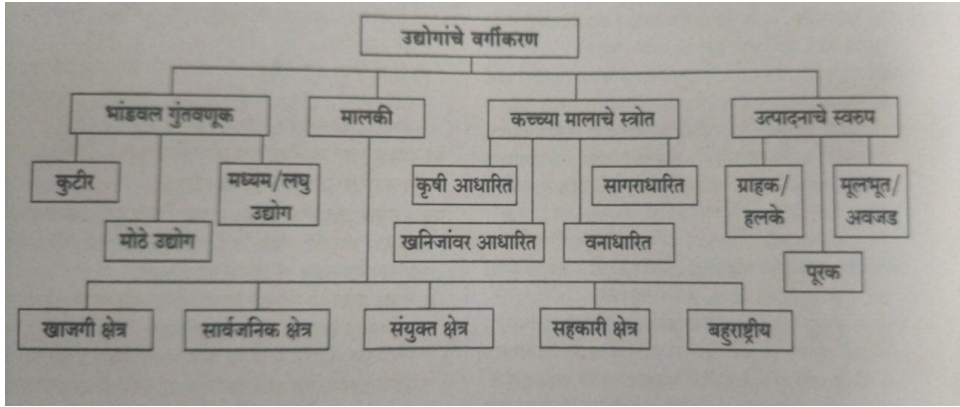 उद्योगांचे वर्गीकरण
भांडवल गुंतवणूक
मालकी
कच्च्या मालाचे स्त्रोत
उत्पादनाचे स्वरुप
कुटीर
मोठे उद्योग
मध्यम/लघु
उद्योग
कृषी आधारित
खनिजांवर आधारित
वनाधारित
सागराधारित
ग्राहक/
हलके
पूरक
मूलभूत/
अवजड
खाजगी क्षेत्र
सार्वजनिक क्षेत्र
संयुक्त क्षेत्र
सहकारी क्षेत्र
बहुराष्ट्रीय